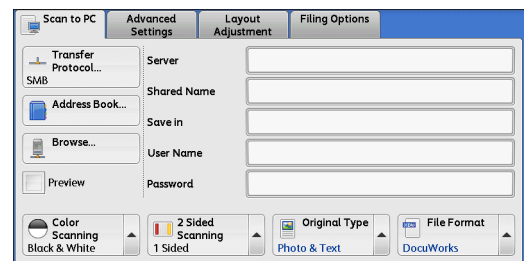 Scan to PC
Advanced
Settings
Layout
Adjustment
Filing Options
Transfer
Protocol...
SMB
Address Book...
Browse...
Preview
Server
Shared Name
Save in
User Name
Password
Color
Scanning
Black & White
2 Sided
Scanning
1 Sided
Original Type
Photo & Text
File Format
DocuWorks